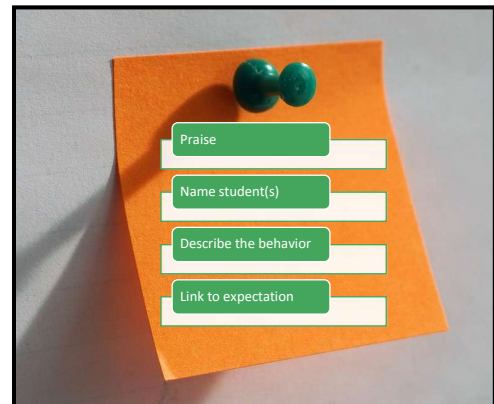 Praise
Name student(s)
Describe the behavior
Link to expectation